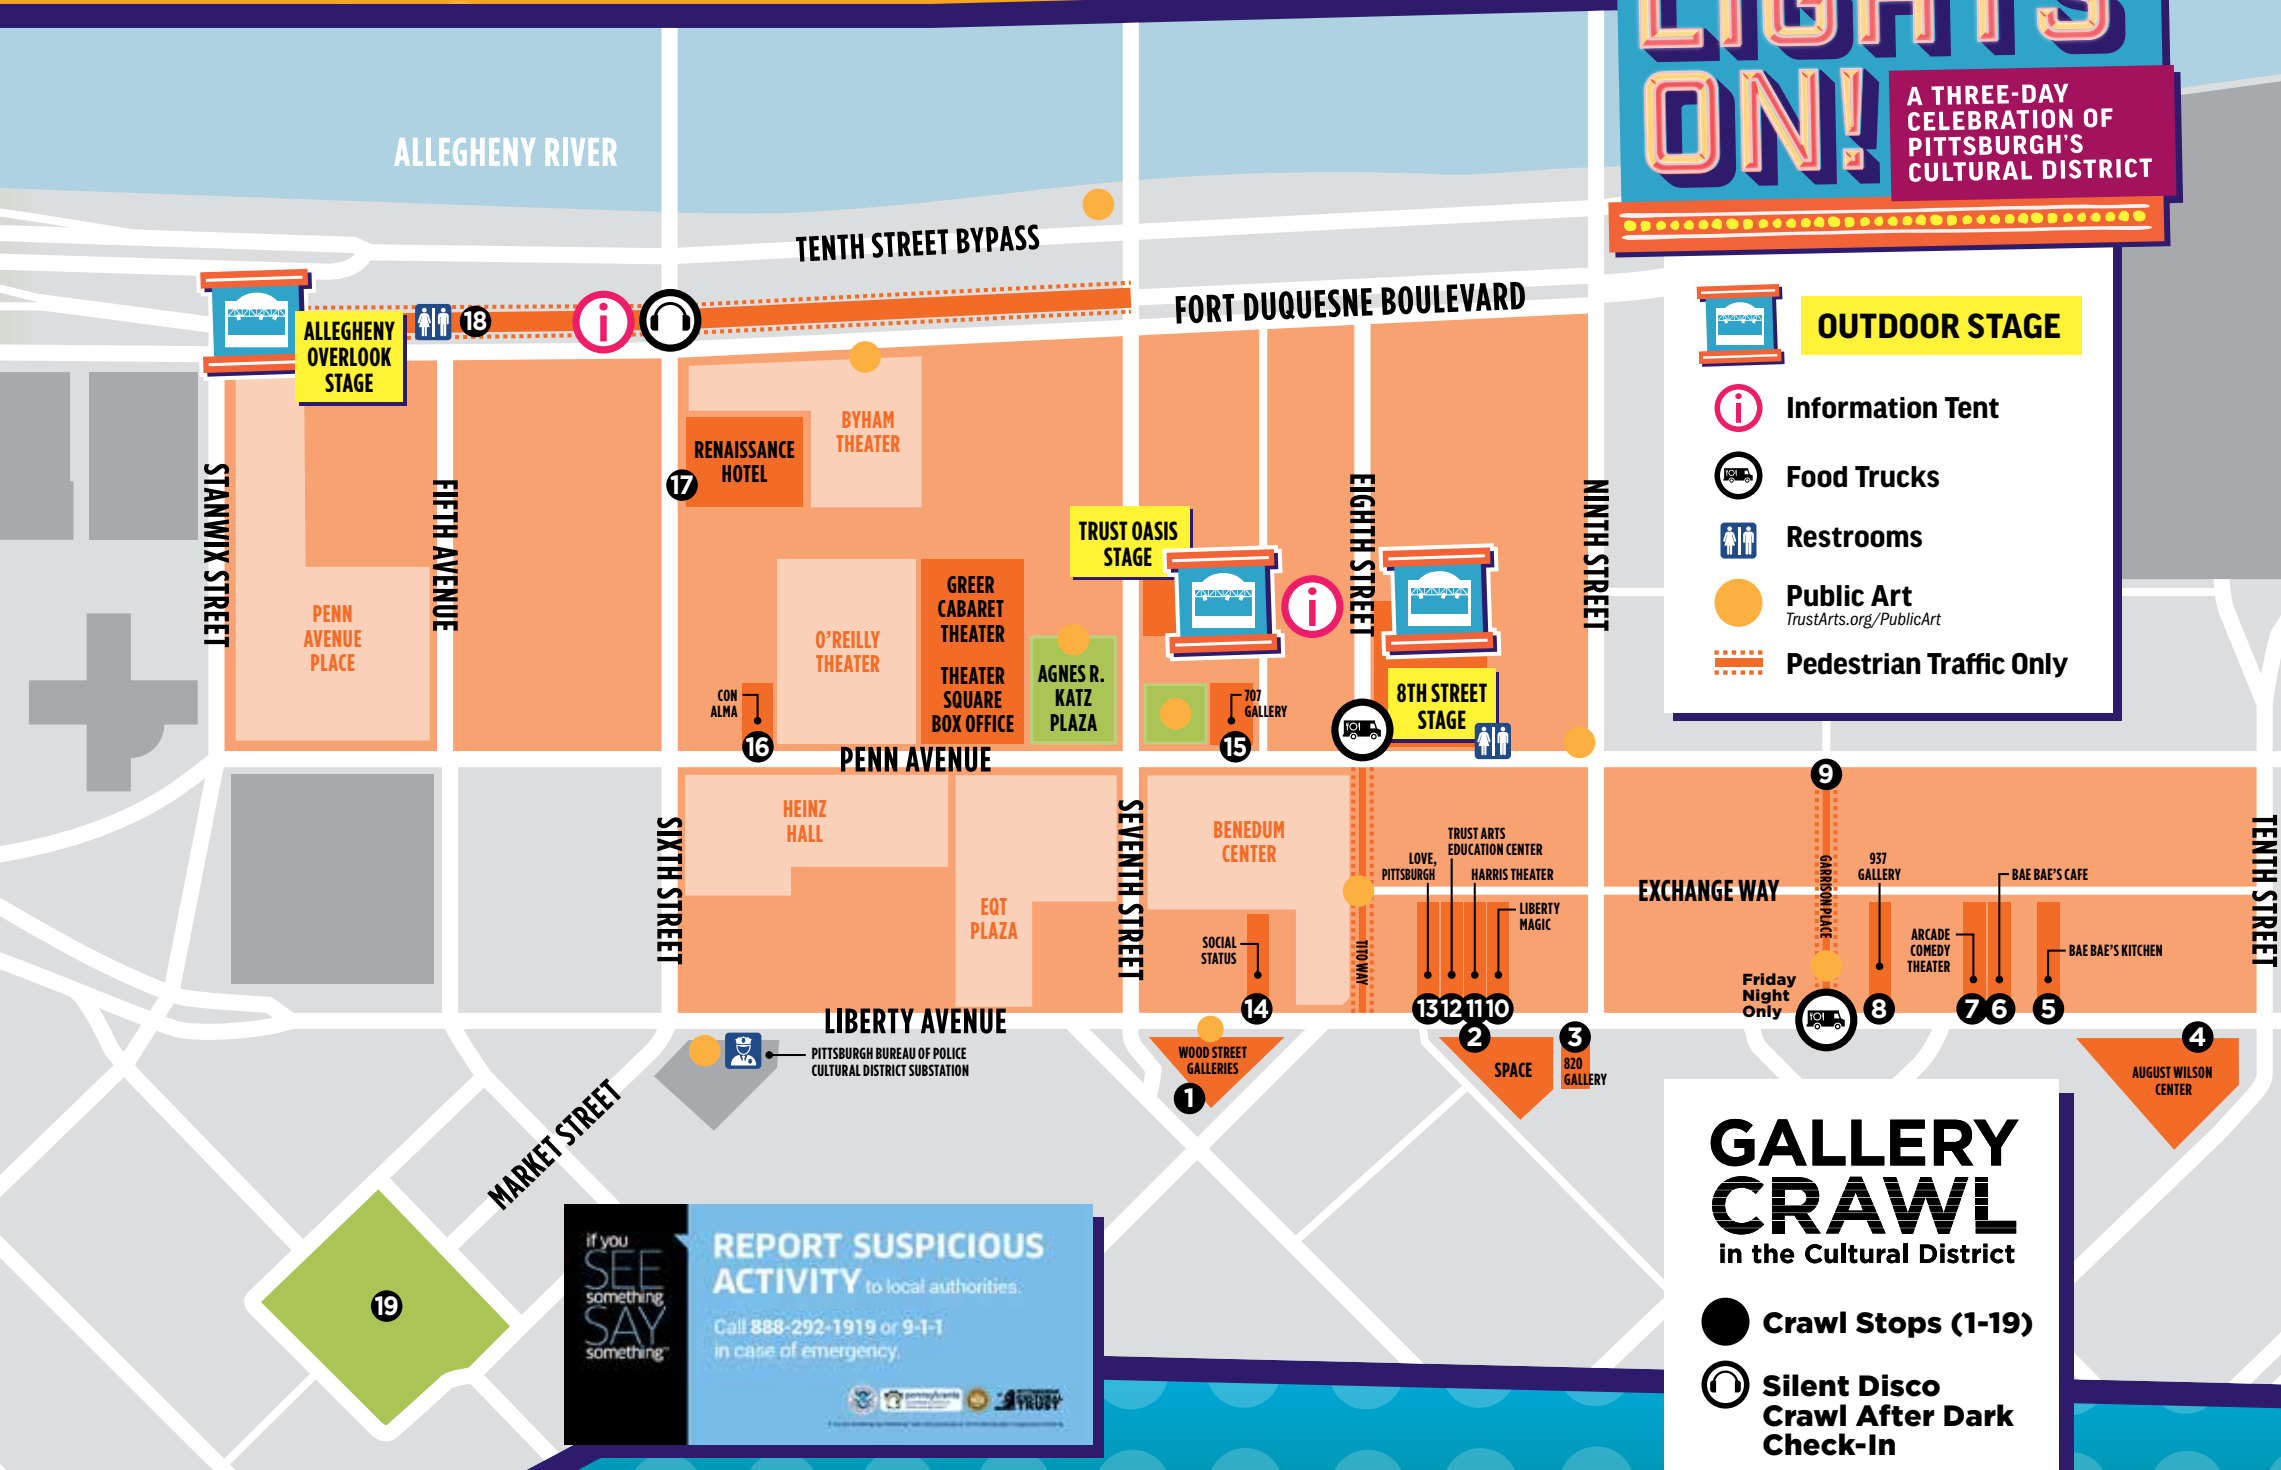 LIGHTS
ON!
A THREE-DAY
CELEBRATION OF
PITTSBURGH'S
CULTURAL DISTRICT
ALLEGHENY RIVER
TENTH STREET BYPASS
FORT DUQUESNE BOULEVARD
ALLEGHENY
OVERLOOK
STAGE
18
i
OUTDOOR STAGE
i
Information Tent
Food Trucks
Restrooms
Public Art
TrustArts.org/PublicArt
Pedestrian Traffic Only
BYHAM
THEATER
RENAISSANCE
HOTEL
17
STANWIX STREET
FIFTH AVENUE
EIGHTH STREET
NINTH STREET
TRUST OASIS
STAGE
i
PENN
AVENUE
PLACE
O'REILLY
THEATER
GREER
CABARET
THEATER
THEATER
SQUARE
BOX OFFICE
AGNES R.
KATZ
PLAZA
CON
ALMA
16
707
GALLERY
15
8TH STREET
STAGE
PENN AVENUE
9
HEINZ
HALL
SIXTH STREET
SEVENTH STREET
EQT
PLAZA
BENEDUM
CENTER
TITO WAY
TRUST ARTS
EDUCATION CENTER
LOVE,
PITTSBURGH
HARRIS THEATER
LIBERTY
MAGIC
EXCHANGE WAY
GARRISON PLACE
937
GALLERY
BAE BAE'S CAFE
ARCADE
COMEDY
THEATER
BAE BAE'S KITCHEN
TENTH STREET
SOCIAL
STATUS
14
13
12
11
10
Friday
Night
Only
8
7
6
5
LIBERTY AVENUE
PITTSBURGH BUREAU OF POLICE
CULTURAL DISTRICT SUBSTATION
WOOD STREET
GALLERIES
1
2
SPACE
3
820
GALLERY
4
AUGUST WILSON
CENTER
MARKET STREET
19
if you
SEE
something
SAY
something™
REPORT SUSPICIOUS
ACTIVITY to local authorities.
Call 888-292-1919 or 9-1-1
in case of emergency.
GALLERY
CRAWL
in the Cultural District
Crawl Stops (1-19)
Silent Disco
Crawl After Dark
Check-In